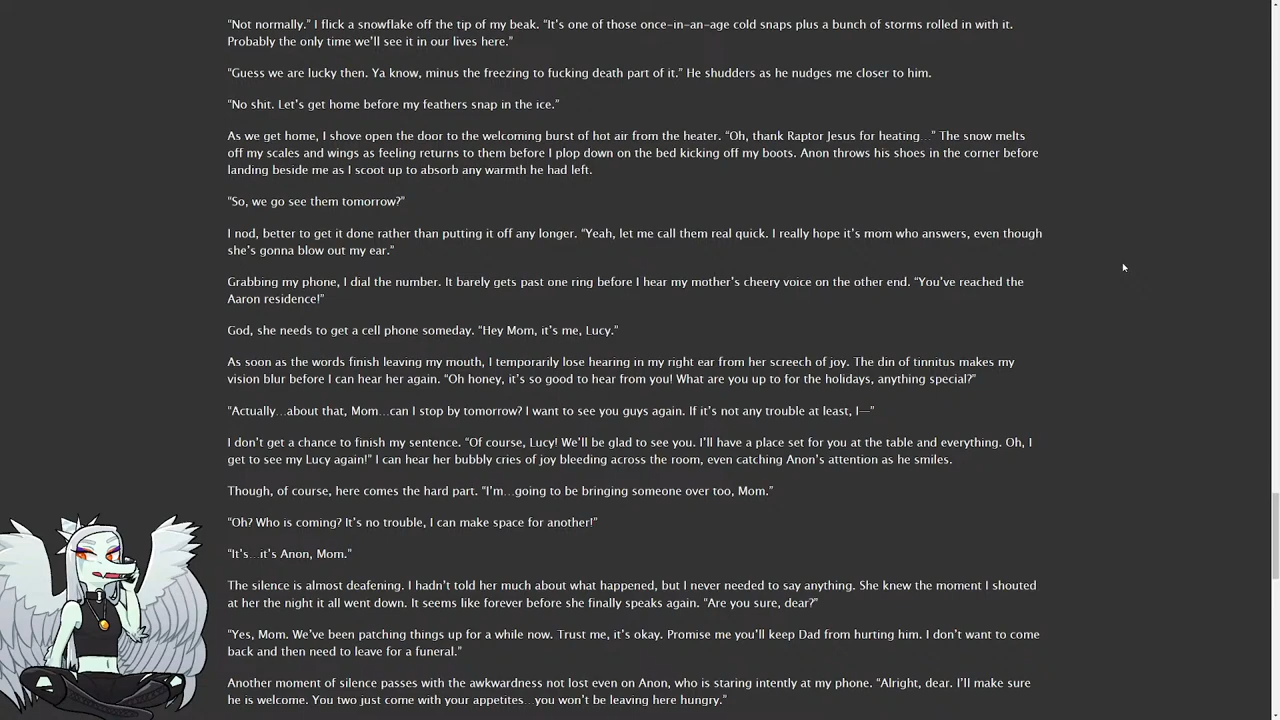 “Not normally.” I flick a snowflake off the tip of my beak. “It’s one of those once-in-an-age cold snaps plus a bunch of storms rolled in with it.
Probably the only time we’ll see it in our lives here.”
“Guess we are lucky then. Ya know, minus the freezing to fucking death part of it.” He shudders as he nudges me closer to him.
“No shit. Let’s get home before my feathers snap in the ice.”
As we get home, I shove open the door to the welcoming burst of hot air from the heater. “Oh, thank Raptor Jesus for heating…” The snow melts
off my scales and wings as feeling returns to them before I plop down on the bed kicking off my boots. Anon throws his shoes in the corner before
landing beside me as I scoot up to absorb any warmth he had left.
“So, we go see them tomorrow?”
I nod, better to get it done rather than putting it off any longer. “Yeah, let me call them real quick. I really hope it’s mom who answers, even though
she’s gonna blow out my ear.”
Grabbing my phone, I dial the number. It barely gets past one ring before I hear my mother’s cheery voice on the other end. “You’ve reached the
Aaron residence!”
God, she needs to get a cell phone someday. “Hey Mom, it’s me, Lucy.”
As soon as the words finish leaving my mouth, I temporarily lose hearing in my right ear from her screech of joy. The din of tinnitus makes my
vision blur before I can hear her again. “Oh honey, it’s so good to hear from you! What are you up to for the holidays, anything special?”
“Actually…about that, Mom…can I stop by tomorrow? I want to see you guys again. If it’s not any trouble at least, I—”
I don’t get a chance to finish my sentence. “Of course, Lucy! We’ll be glad to see you. I’ll have a place set for you at the table and everything. Oh, I
get to see my Lucy again!” I can hear her bubbly cries of joy bleeding across the room, even catching Anon’s attention as he smiles.
Though, of course, here comes the hard part. “I’m…going to be bringing someone over too, Mom.”
“Oh? Who is coming? It’s no trouble, I can make space for another!”
“It’s…it’s Anon, Mom.”
The silence is almost deafening. I hadn’t told her much about what happened, but I never needed to say anything. She knew the moment I shouted
at her the night it all went down. It seems like forever before she finally speaks again. “Are you sure, dear?”
“Yes, Mom. We’ve been patching things up for a while now. Trust me, it’s okay. Promise me you’ll keep Dad from hurting him. I don’t want to come
back and then need to leave for a funeral.”
Another moment of silence passes with the awkwardness not lost even on Anon, who is staring intently at my phone. “Alright, dear. I’ll make sure
he is welcome. You two just come with your appetites…you won’t be leaving here hungry.”